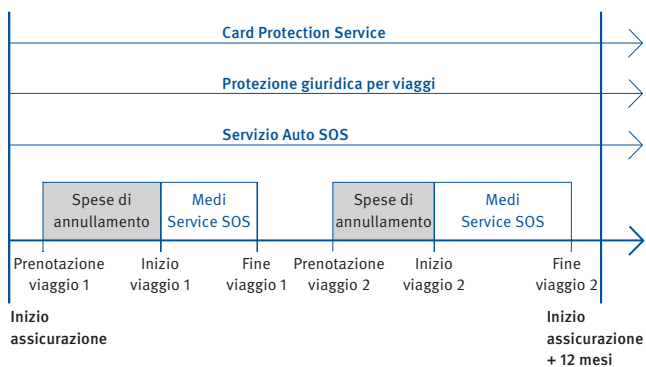 Card Protection Service
Protezione giuridica per viaggi
Servizio Auto SOS
Spese di
annullamento
Medi
Service SOS
Spese di
annullamento
Medi
Service SOS
Prenotazione
viaggio 1
Inizio
viaggio 1
Fine
viaggio 1
Prenotazione
viaggio 2
Inizio
viaggio 2
Fine
viaggio 2
Inizio
assicurazione
Inizio
assicurazione
+ 12 mesi